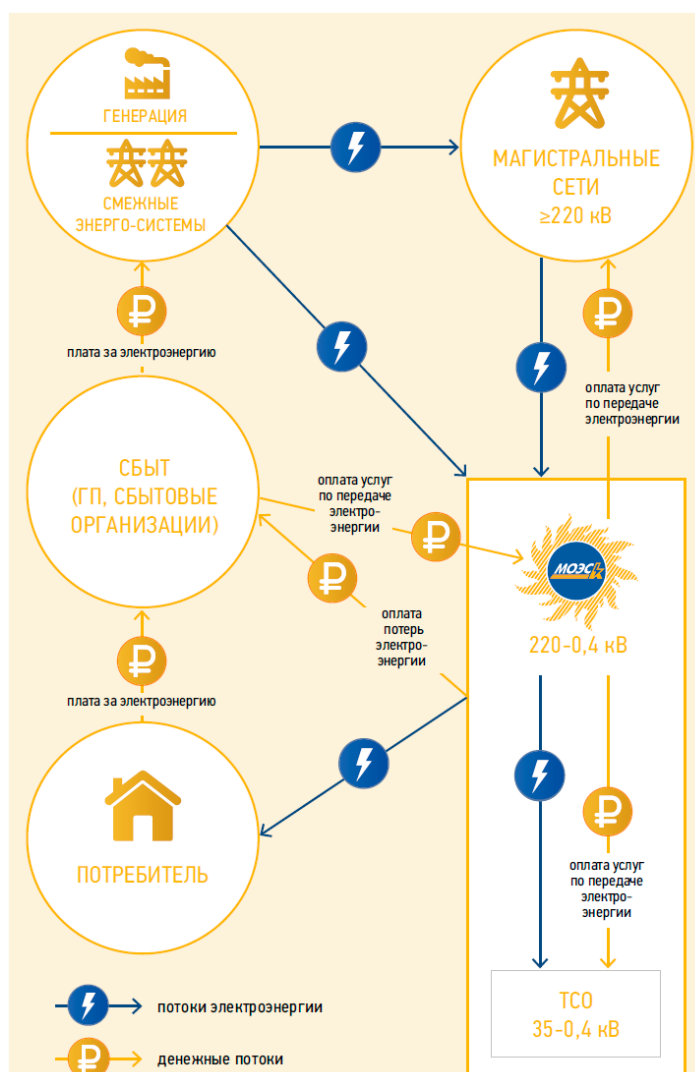 ГЕНЕРАЦИЯ
СМЕЖНЫЕ
ЭНЕРГО-СИСТЕМЫ
МАГИСТРАЛЬНЫЕ
СЕТИ
≥220 кВ
плата за электроэнергию
оплата услуг
по передаче
электроэнергии
СБЫТ
(ГП, СБЫТОВЫЕ
ОРГАНИЗАЦИИ)
оплата услуг
по передаче
электро-
энергии
МОЭСК
220-0,4 кВ
оплата
потерь
электро-
энергии
плата за электроэнергию
ПОТРЕБИТЕЛЬ
оплата услуг
по передаче
электро-
энергии
ТСО
35-0,4 кВ
потоки электроэнергии
денежные потоки